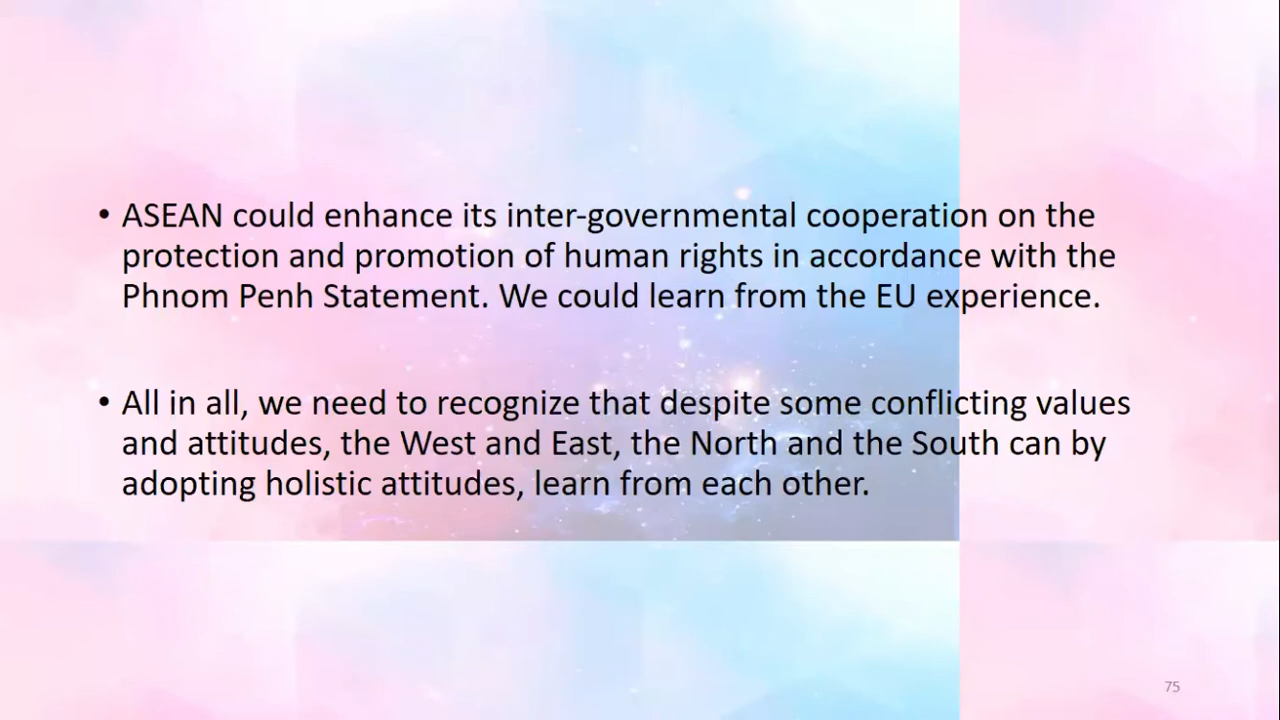 • ASEAN could enhance its inter-governmental cooperation on the
protection and promotion of human rights in accordance with the
Phnom Penh Statement. We could learn from the EU experience.
• All in all, we need to recognize that despite some conflicting values
and attitudes, the West and East, the North and the South can by
adopting holistic attitudes, learn from each other.
75